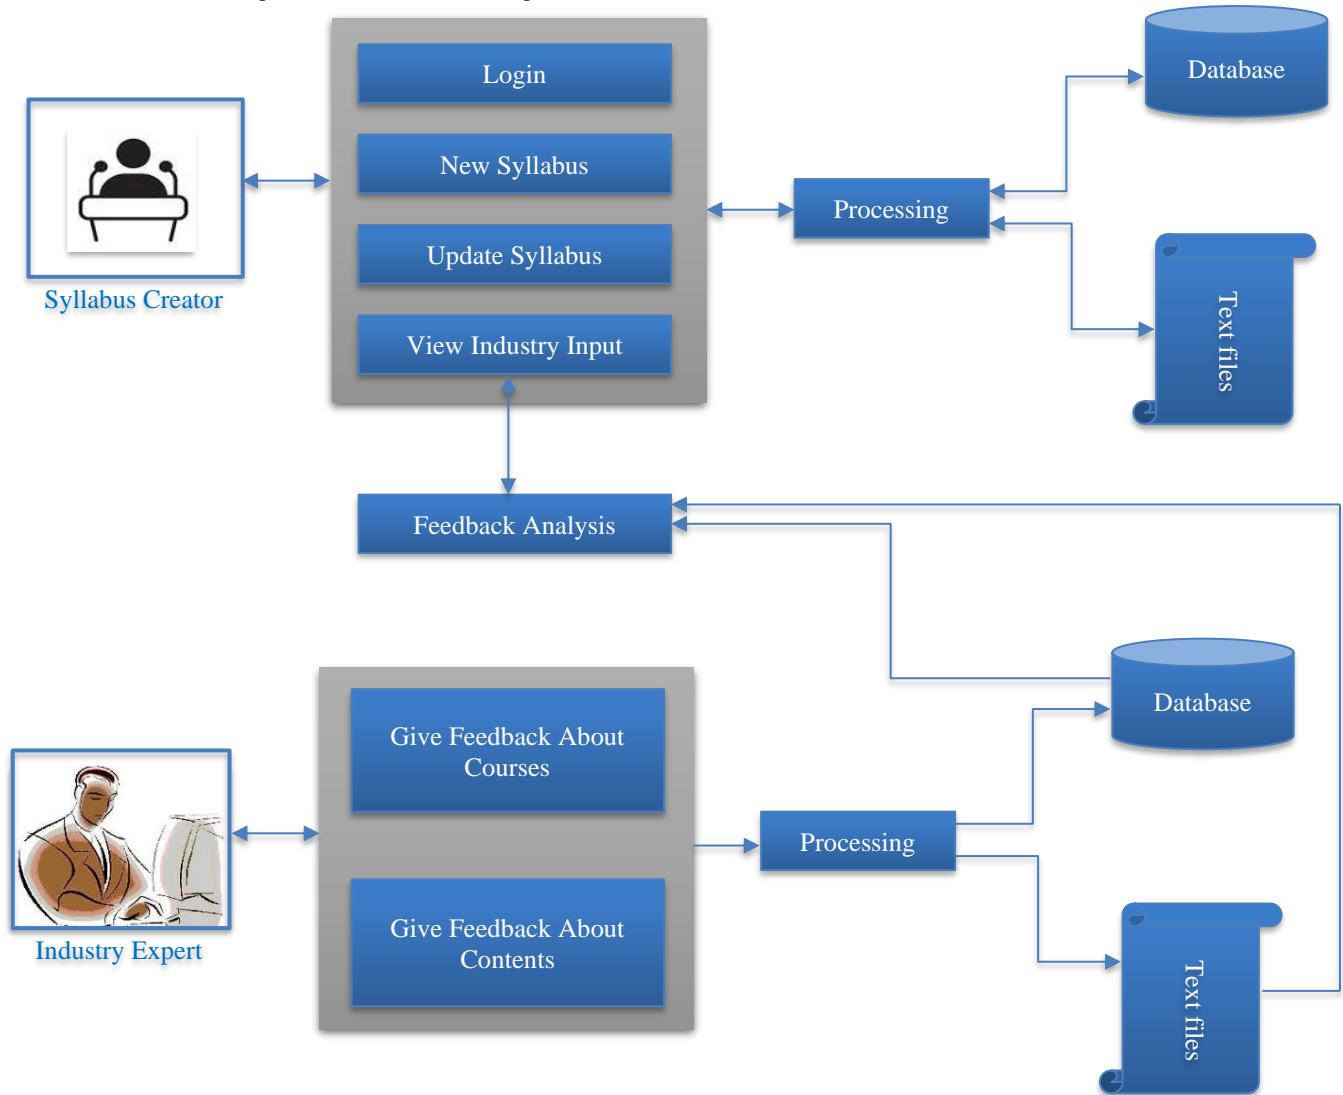 Login
Database
New Syllabus
Processing
Update Syllabus
Syllabus Creator
Text files
View Industry Input
Feedback Analysis
Database
Give Feedback About
Courses
Processing
Industry Expert
Give Feedback About
Contents
Text files